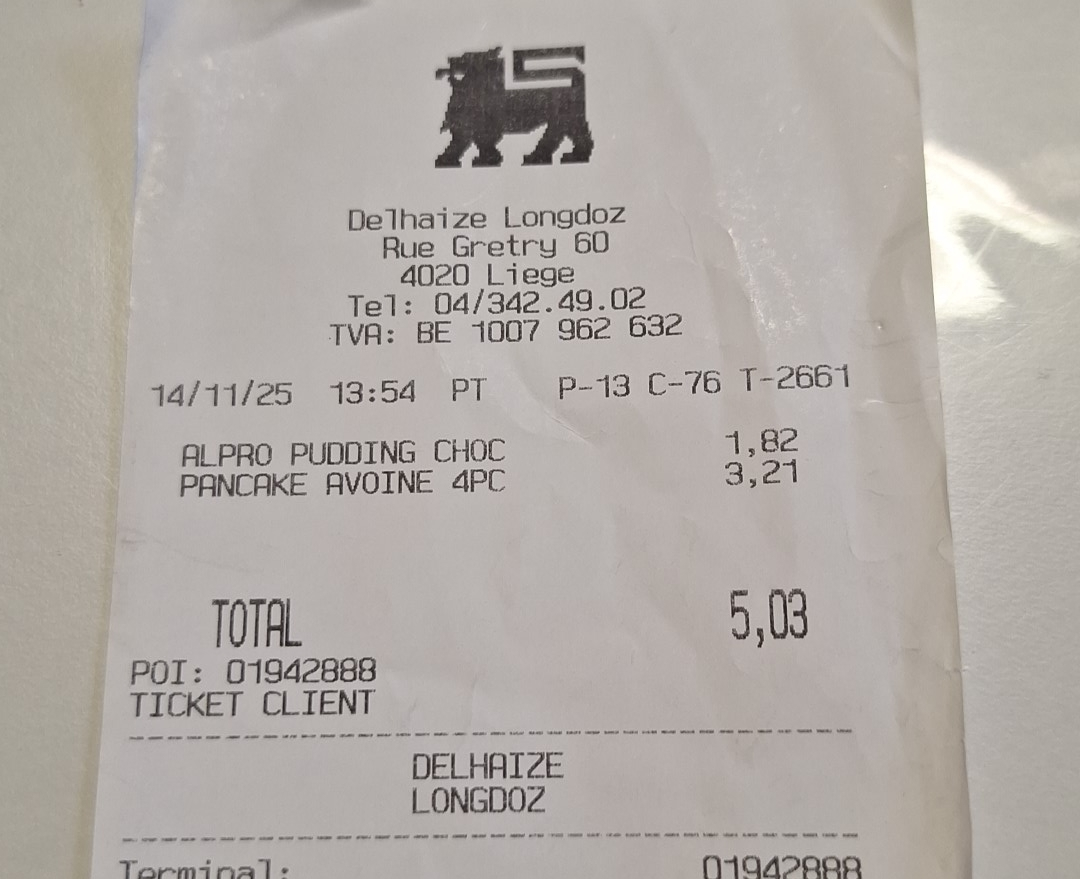 Delhaize Longdoz
Rue Gretry 60
4020 Liege
Tel: 04/342.49.02
TVA: BE 1007 962 632
14/11/25 13:54 PT P-13 C-76 T-2661
ALPRO PUDDING CHOC 1,82
PANCAKE AVOINE 4PC 3,21
TOTAL 5,03
POI: 01942888
TICKET CLIENT
DELHAIZE
LONGDOZ
Terminal: 01942888